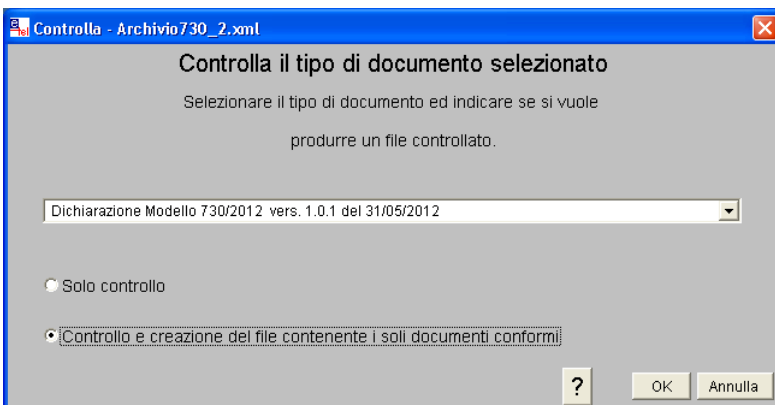 e Tel Controlla - Archivio730_2.xml
Controlla il tipo di documento selezionato
Selezionare il tipo di documento ed indicare se si vuole
produrre un file controllato.
Dichiarazione Modello 730/2012 vers. 1.0.1 del 31/05/2012
Solo controllo
Controllo e creazione del file contenente i soli documenti conformi
? OK Annulla